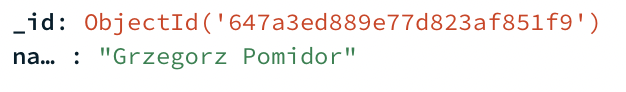 _id: ObjectId('647a3ed889e77d823af851f9')
na… : "Grzegorz Pomidor"